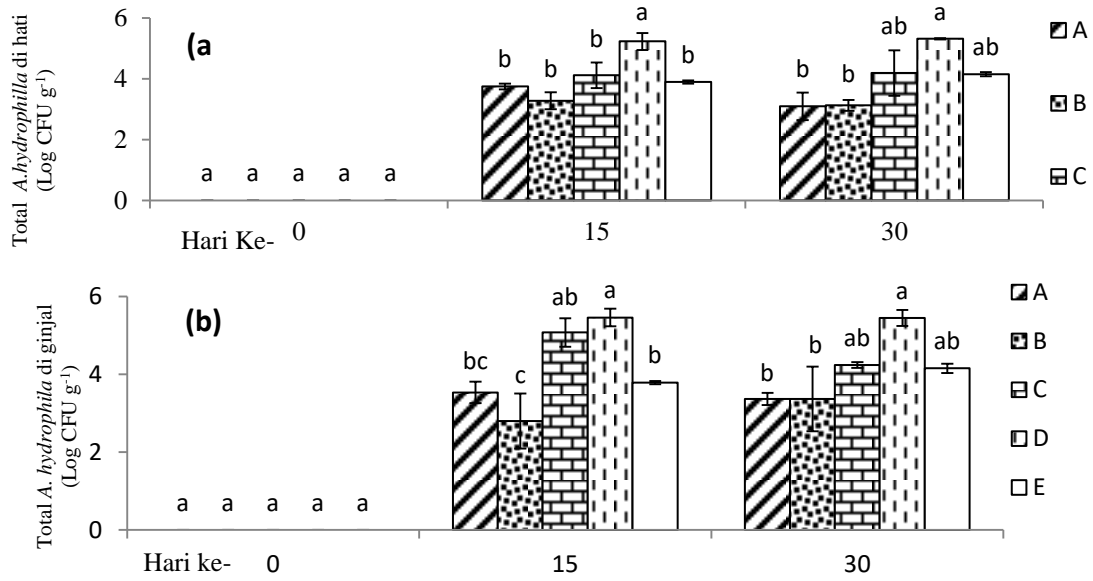 Total A.hydrophilla di hati
(Log CFU g⁻¹)
6
4
2
0
(a
a a a a a
b b b a b
b b ab a ab
A
B
C
Hari Ke- 0 15 30
Total A. hydrophila di ginjal
(Log CFU g⁻¹)
6
4
2
0
(b)
a a a a a
bc c ab a b
b b ab a ab
A
B
C
D
E
Hari ke- 0 15 30